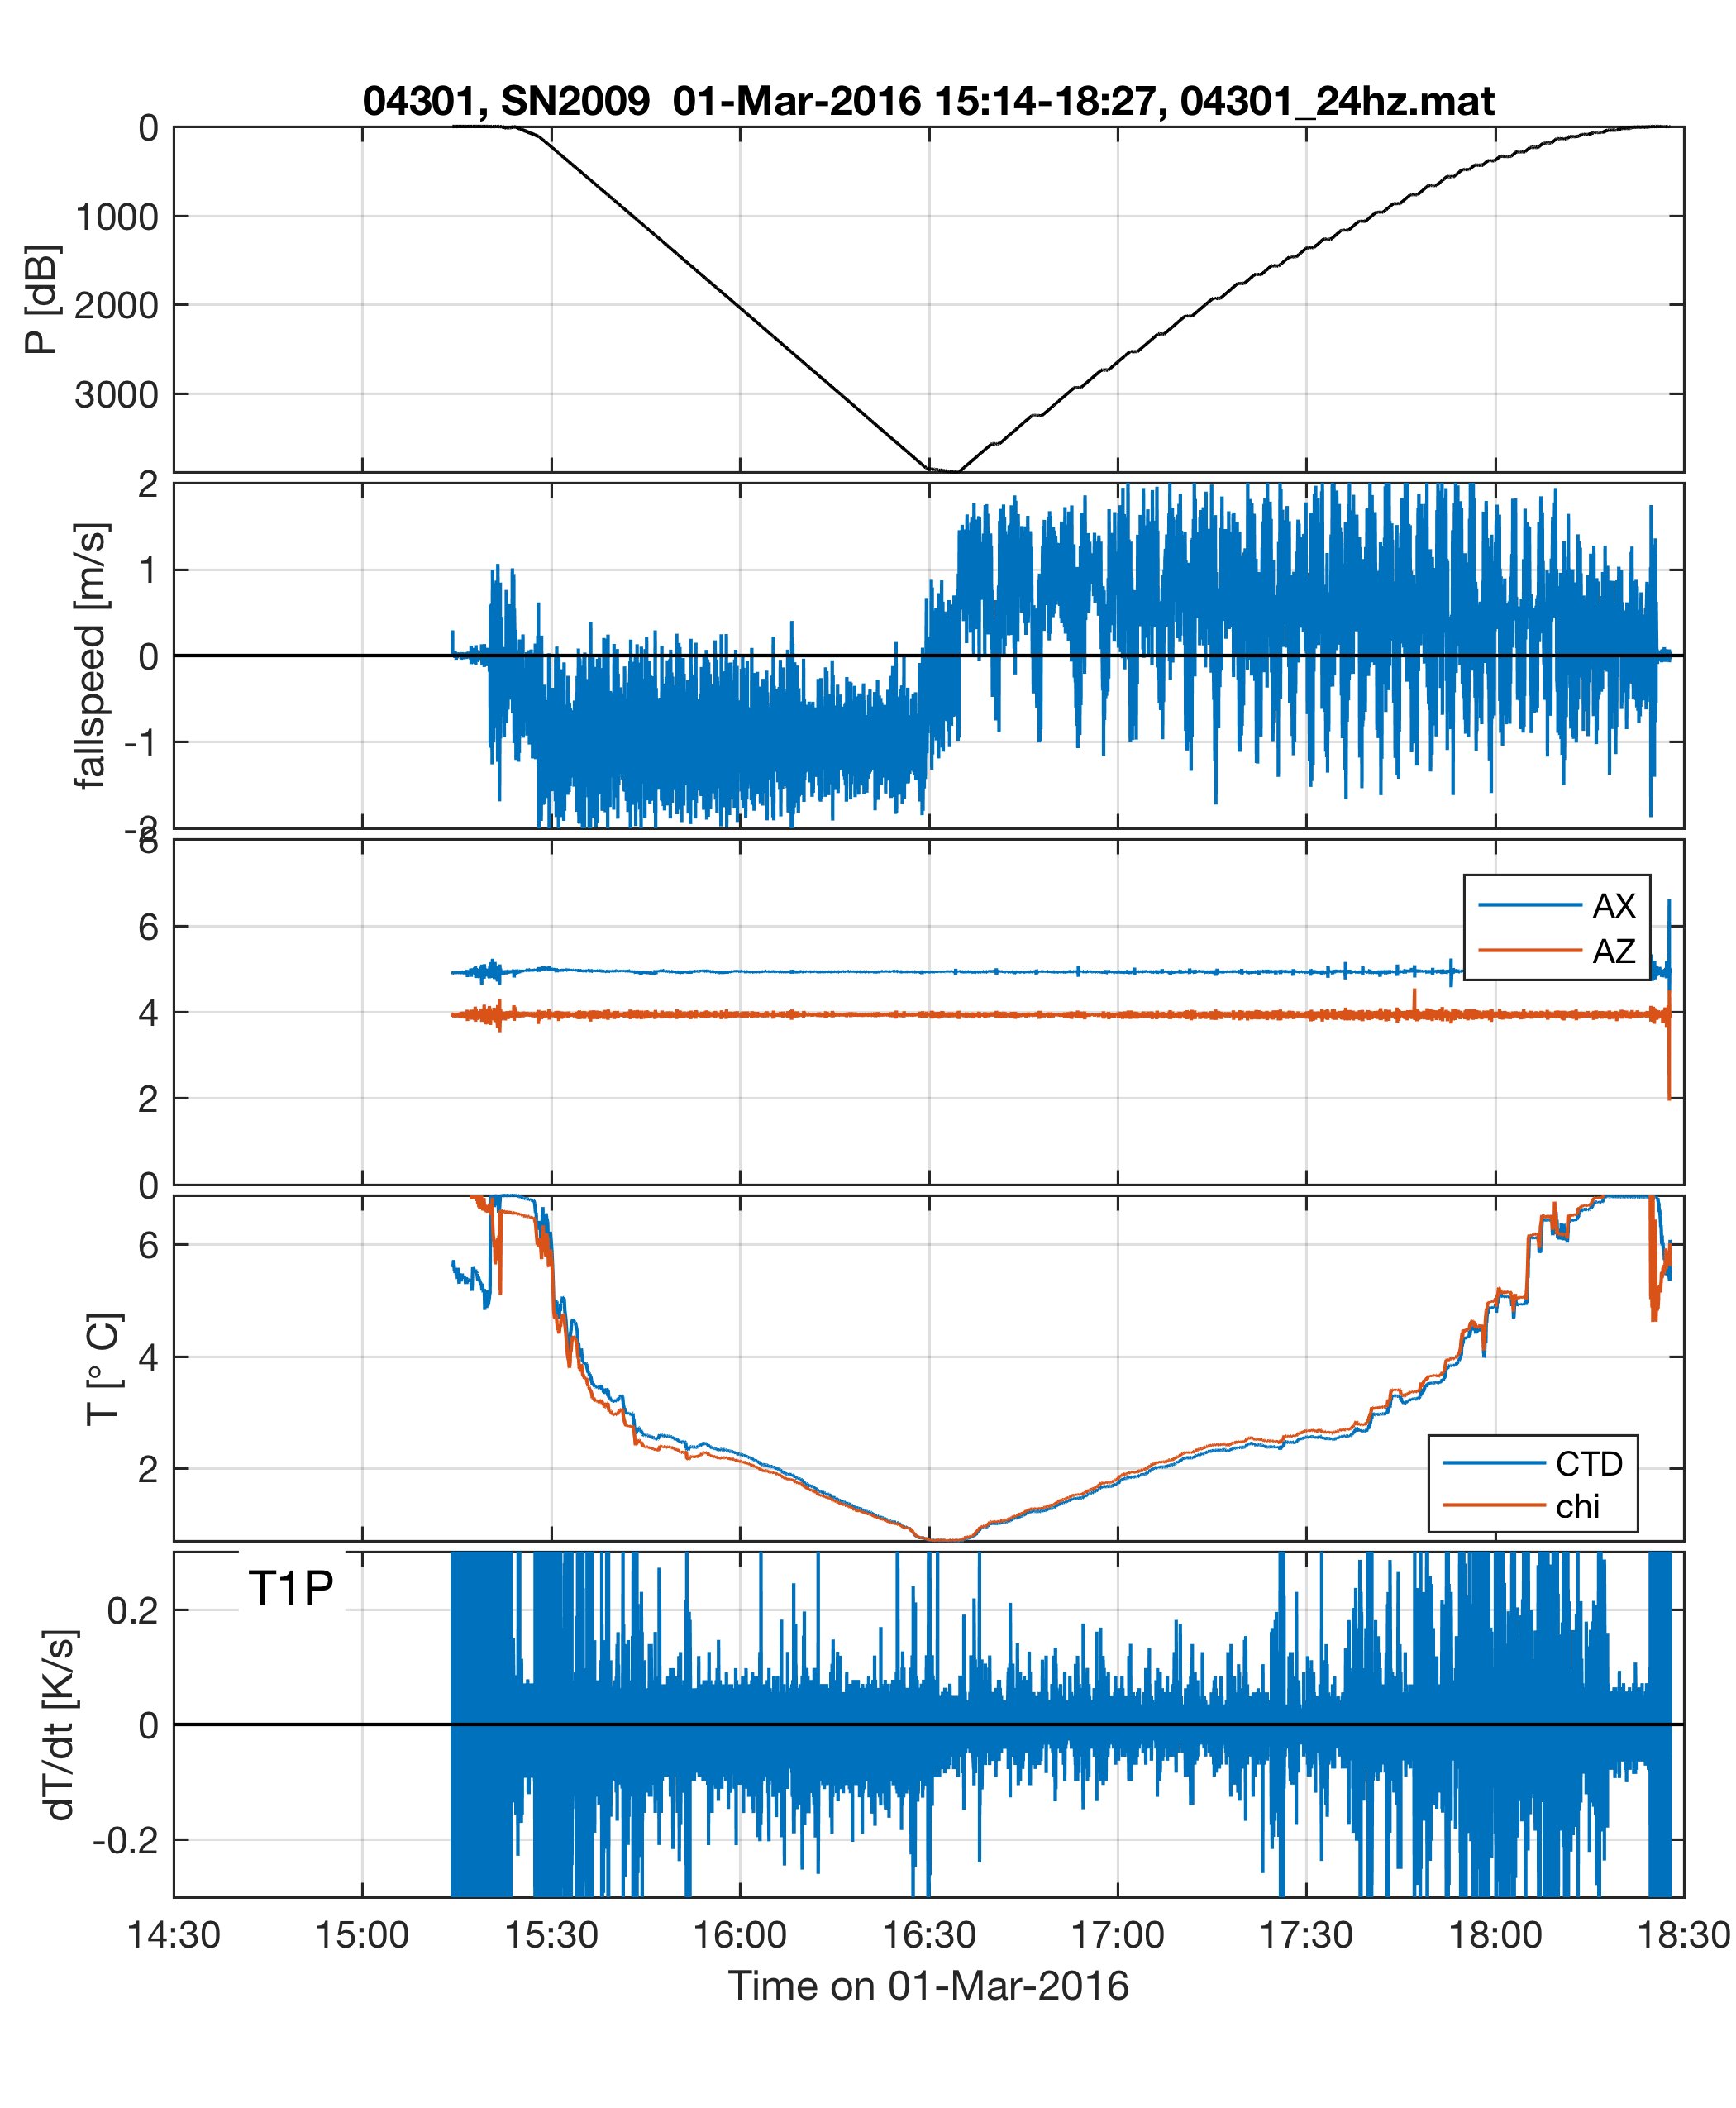 04301, SN2009  01-Mar-2016 15:14-18:27, 04301_24hz.mat
0
1000
2000
3000
P [dB]
2
1
0
-1
-2
fallspeed [m/s]
8
6
4
2
0
AX
AZ
6
4
2
T [° C]
CTD
chi
T1P
0.2
0
-0.2
dT/dt [K/s]
14:30 15:00 15:30 16:00 16:30 17:00 17:30 18:00 18:30
Time on 01-Mar-2016